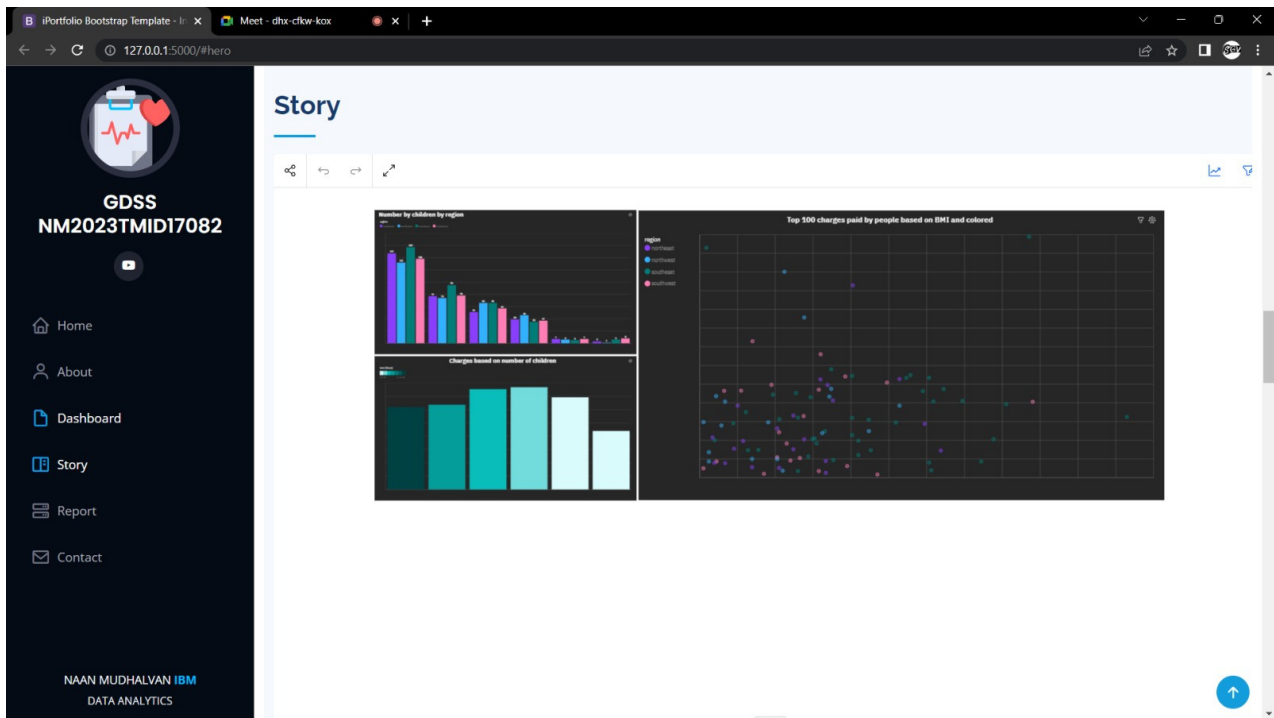 B iPortfolio Bootstrap Template - In
Meet - dhx-cfkw-kox
127.0.0.1:5000/#hero
GDSS
NM2023TMID17082
Home
About
Dashboard
Story
Report
Contact
NAAN MUDHALVAN IBM
DATA ANALYTICS
Story
Number by children by region
region
Charges based on number of children
Top 100 charges paid by people based on BMI and colored
region
northeast
northwest
southeast
southwest